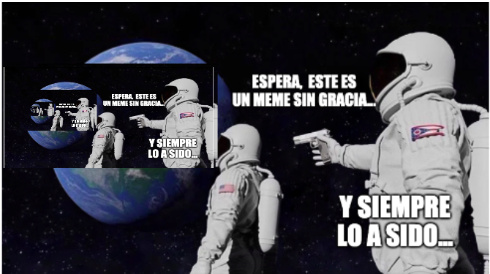 ESPERA, ESTE ES
UN MEME SIN GRACIA...
Y SIEMPRE
LO A SIDO...
ESPERA, ESTE ES
UN MEME SIN GRACIA...
Y SIEMPRE
LO A SIDO...